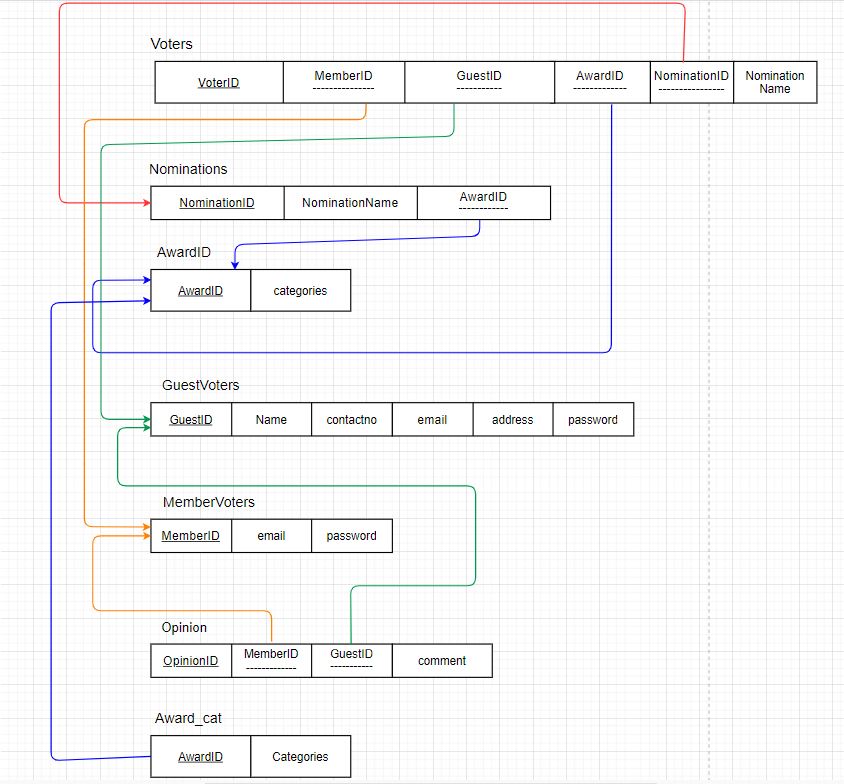 Voters
VoterID MemberID GuestID AwardID NominationID Nomination
Name
Nominations
NominationID NominationName AwardID
AwardID
AwardID categories
GuestVoters
GuestID Name contactno email address password
MemberVoters
MemberID email password
Opinion
OpinionID MemberID GuestID comment
Award_cat
AwardID Categories